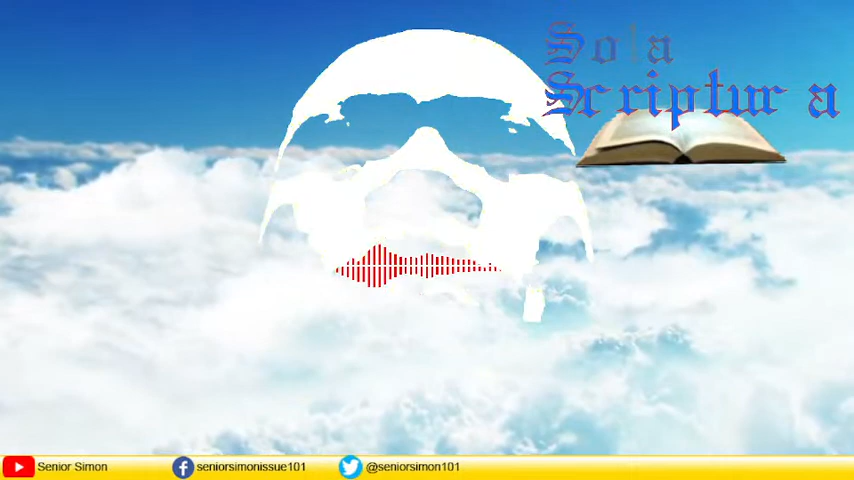 Sola
Scriptura
Senior Simon
seniorsimonissue101
@seniorsimon101